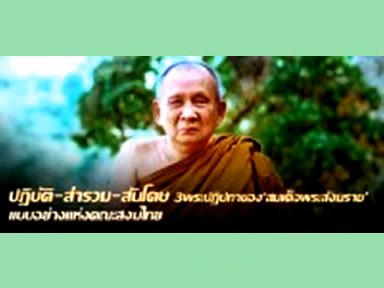 ปฏิบัติ-สำรวม-สันโดษ 3พระปฏิปทาของ'สมเด็จพระสังฆราช'
แบบอย่างแห่งคณะสงฆ์ไทย